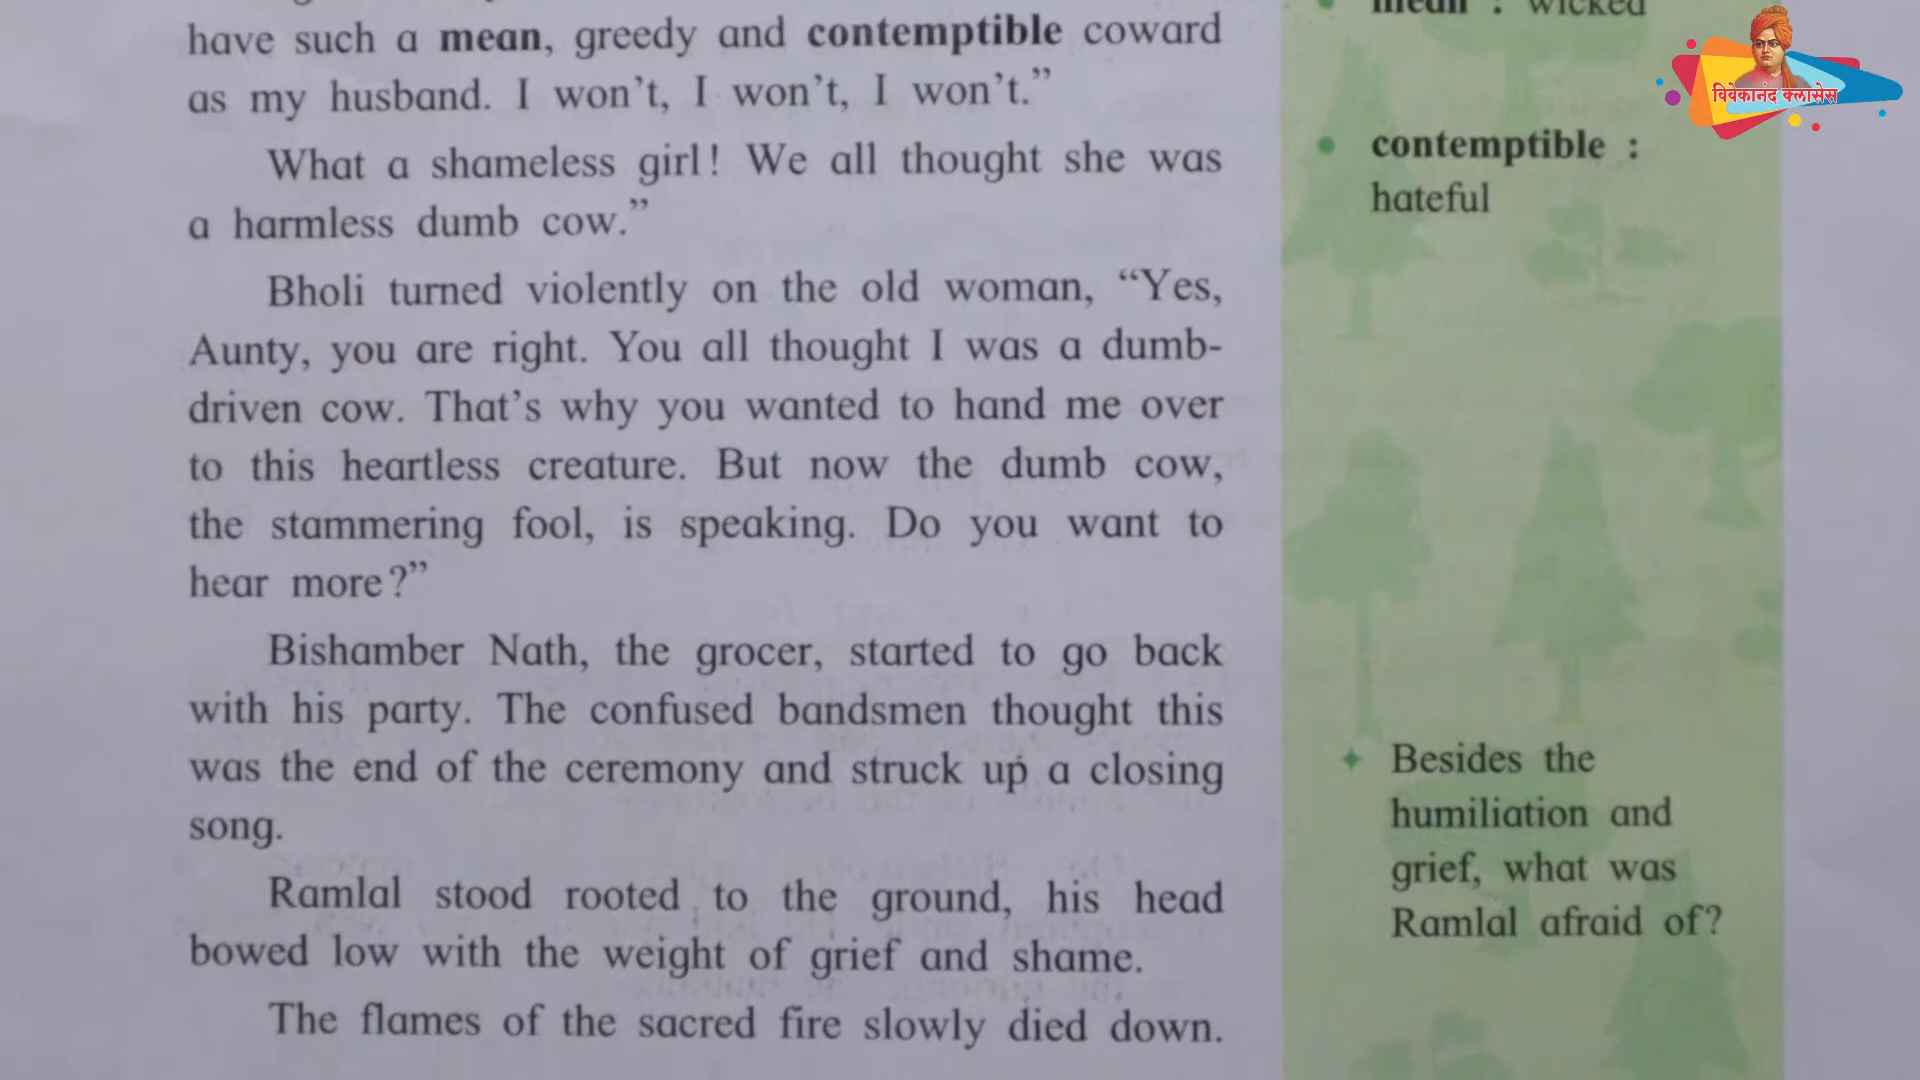 have such a mean, greedy and contemptible coward
as my husband. I won't, I won't, I won't."
What a shameless girl! We all thought she was
a harmless dumb cow."
Bholi turned violently on the old woman, "Yes,
Aunty, you are right. You all thought I was a dumb-
driven cow. That's why you wanted to hand me over
to this heartless creature. But now the dumb cow,
the stammering fool, is speaking. Do you want to
hear more?"
Bishamber Nath, the grocer, started to go back
with his party. The confused bandsmen thought this
was the end of the ceremony and struck up a closing
song.
Ramlal stood rooted to the ground, his head
bowed low with the weight of grief and shame.
The flames of the sacred fire slowly died down.
mean : wicked
contemptible :
hateful
Besides the
humiliation and
grief, what was
Ramlal afraid of?
विवेकानंद क्लासेस